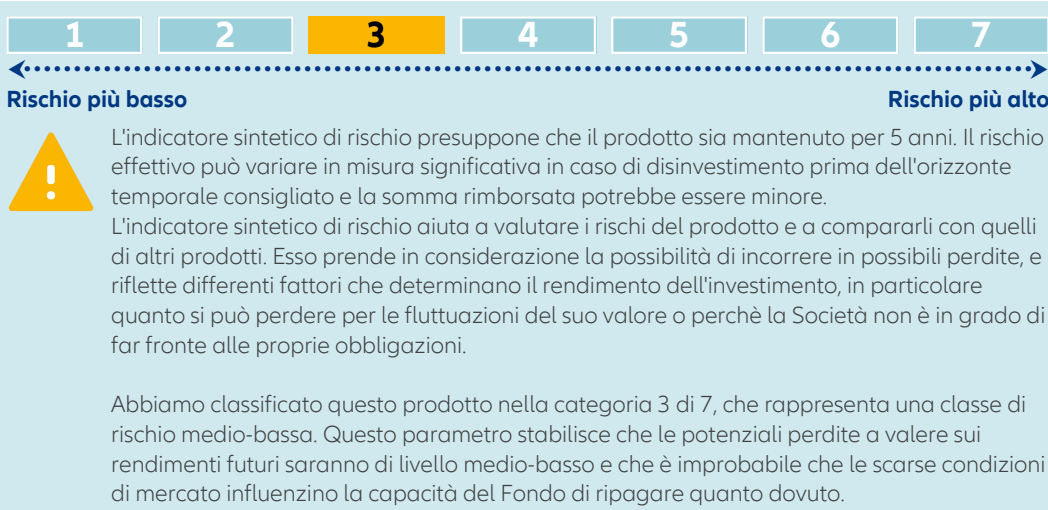 1 2 3 4 5 6 7
Rischio più basso Rischio più alto
L'indicatore sintetico di rischio presuppone che il prodotto sia mantenuto per 5 anni. Il rischio
effettivo può variare in misura significativa in caso di disinvestimento prima dell'orizzonte
temporale consigliato e la somma rimborsata potrebbe essere minore.
L'indicatore sintetico di rischio aiuta a valutare i rischi del prodotto e a compararli con quelli
di altri prodotti. Esso prende in considerazione la possibilità di incorrere in possibili perdite, e
riflette differenti fattori che determinano il rendimento dell'investimento, in particolare
quanto si può perdere per le fluttuazioni del suo valore o perchè la Società non è in grado di
far fronte alle proprie obbligazioni.
Abbiamo classificato questo prodotto nella categoria 3 di 7, che rappresenta una classe di
rischio medio-bassa. Questo parametro stabilisce che le potenziali perdite a valere sui
rendimenti futuri saranno di livello medio-basso e che è improbabile che le scarse condizioni
di mercato influenzino la capacità del Fondo di ripagare quanto dovuto.